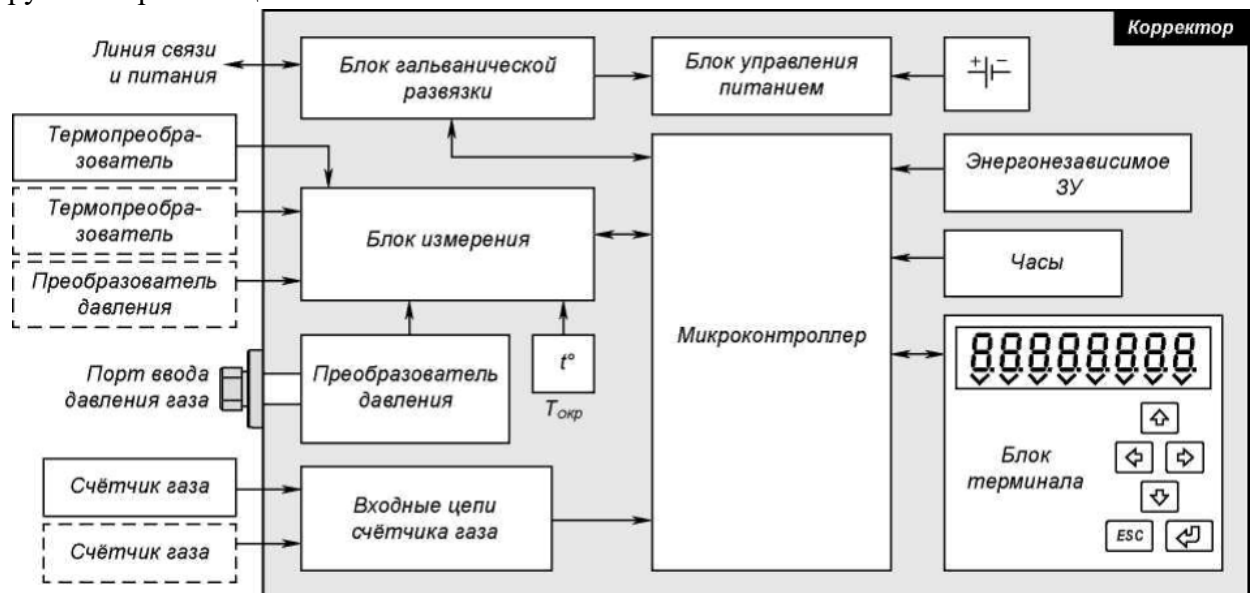 Корректор
Линия связи
и питания
Блок гальванической
развязки
Блок управления
питанием
+ −
Термопреобра-
зователь
Термопреобра-
зователь
Преобразователь
давления
Блок измерения
Микроконтроллер
Энергонезависимое
ЗУ
Часы
Порт ввода
давления газа
Преобразователь
давления
t°
Tокр
8.8.8.8.8.8.8.8.
Блок
терминала
ESC
Счётчик газа
Счётчик газа
Входные цепи
счётчика газа